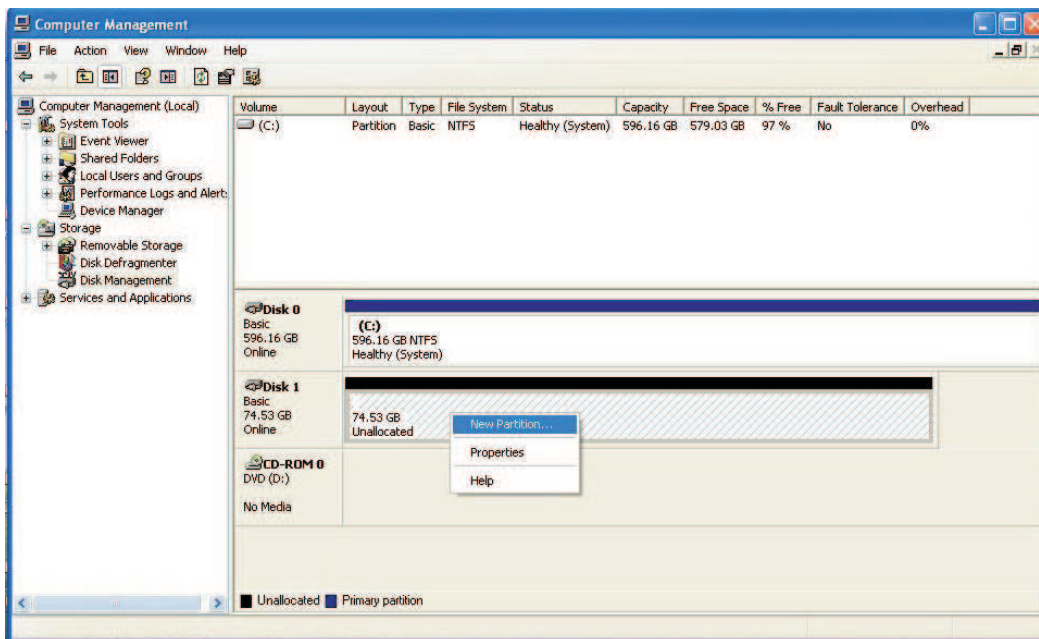 Computer Management
File Action View Window Help
Computer Management (Local)
System Tools
Event Viewer
Shared Folders
Local Users and Groups
Performance Logs and Alert:
Device Manager
Storage
Removable Storage
Disk Defragmenter
Disk Management
Services and Applications
Volume Layout Type File System Status Capacity Free Space % Free Fault Tolerance Overhead
(C:) Partition Basic NTFS Healthy (System) 596.16 GB 579.03 GB 97 % No 0%
Disk 0
Basic
596.16 GB
Online
(C:)
596.16 GB NTFS
Healthy (System)
Disk 1
Basic
74.53 GB
Online
74.53 GB
Unallocated
New Partition...
Properties
Help
CD-ROM 0
DVD (D:)
No Media
Unallocated Primary partition